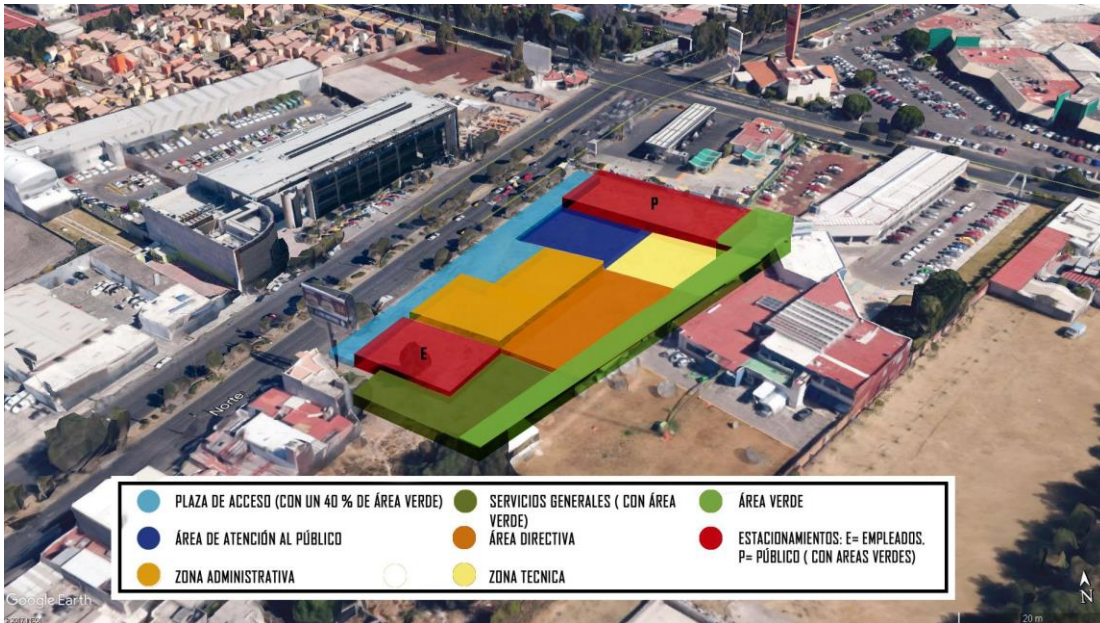 P
E
Norte
PLAZA DE ACCESO (CON UN 40 % DE ÁREA VERDE)
ÁREA DE ATENCIÓN AL PÚBLICO
ZONA ADMINISTRATIVA
SERVICIOS GENERALES ( CON ÁREA
VERDE)
ÁREA DIRECTIVA
ZONA TECNICA
ÁREA VERDE
ESTACIONAMIENTOS: E= EMPLEADOS,
P= PÚBLICO ( CON AREAS VERDES)
Google Earth
N
20 m